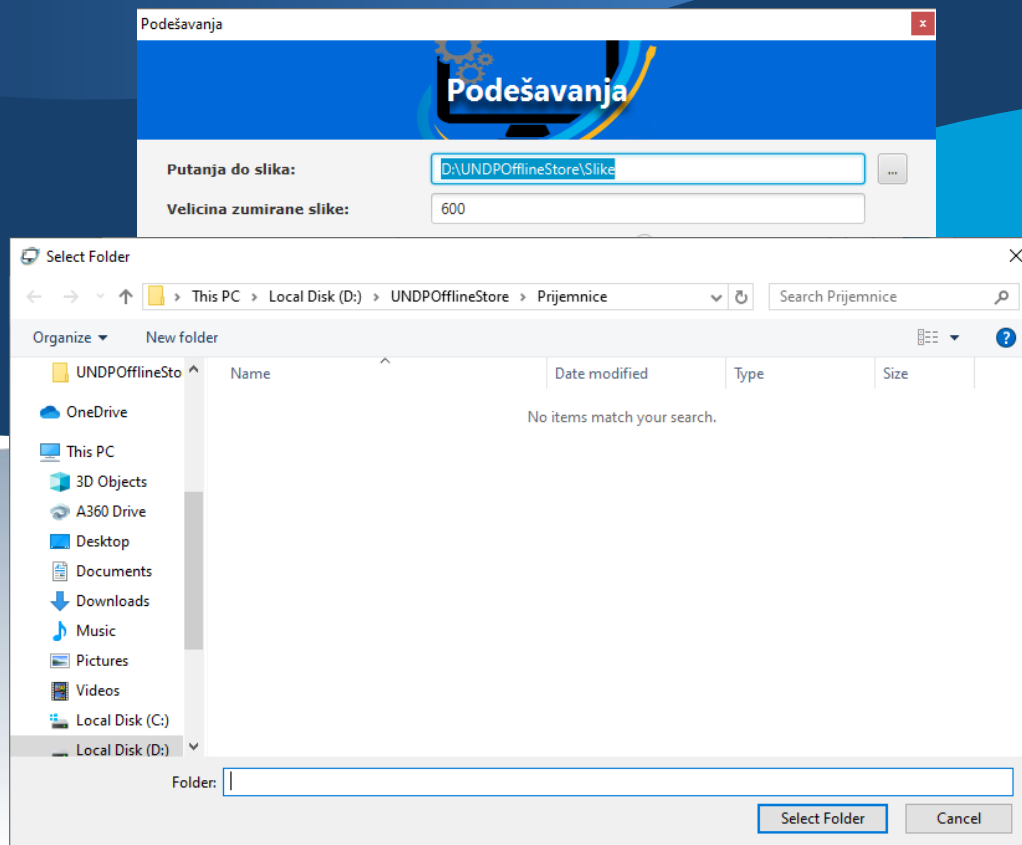 Podešavanja
x
Podešavanja
Putanja do slika:
D:\UNDPOfflineStore\Slike
...
Velicina zumirane slike:
600
Select Folder
This PC > Local Disk (D:) > UNDPOfflineStore > Prijemnice
Search Prijemnice
Organize
New folder
?
UNDPOfflineSto
Name
Date modified
Type
Size
OneDrive
No items match your search.
This PC
3D Objects
A360 Drive
Desktop
Documents
Downloads
Music
Pictures
Videos
Local Disk (C:)
Local Disk (D:)
Folder:
Select Folder
Cancel